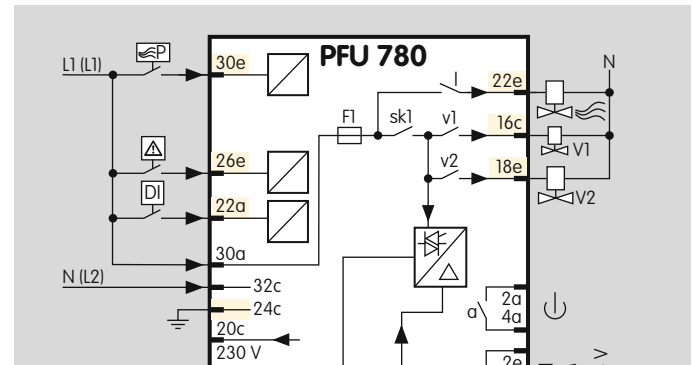 PFU 780
L1 (L1)
P
30e
N
I
22e
F1
sk1
v1
16c
V1
26e
v2
18e
DI
22a
V2
30a
N (L2)
32c
24c
a
2a
4a
20c
230 V
2e
V